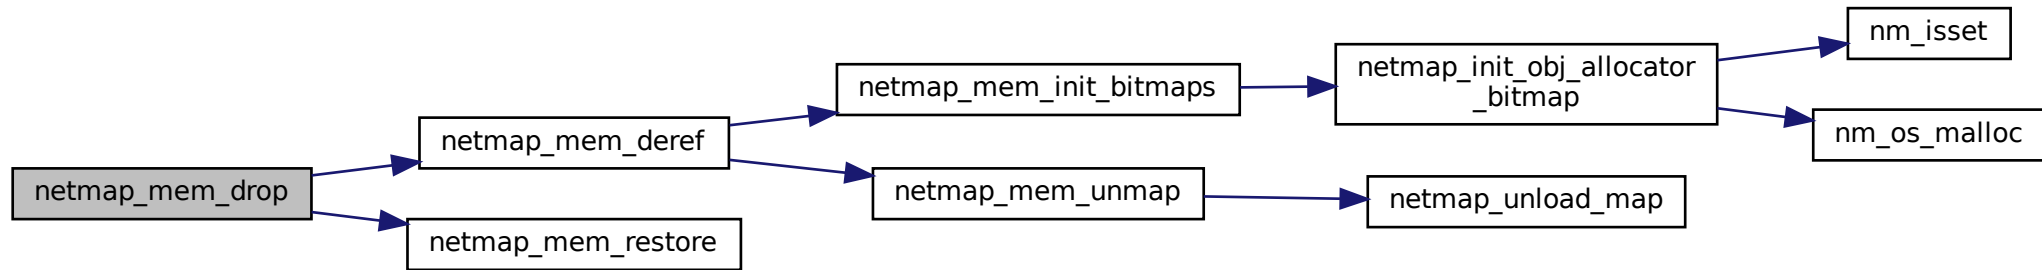 netmap_mem_drop
netmap_mem_deref
netmap_mem_restore
netmap_mem_init_bitmaps
netmap_mem_unmap
netmap_init_obj_allocator
_bitmap
netmap_unload_map
nm_isset
nm_os_malloc